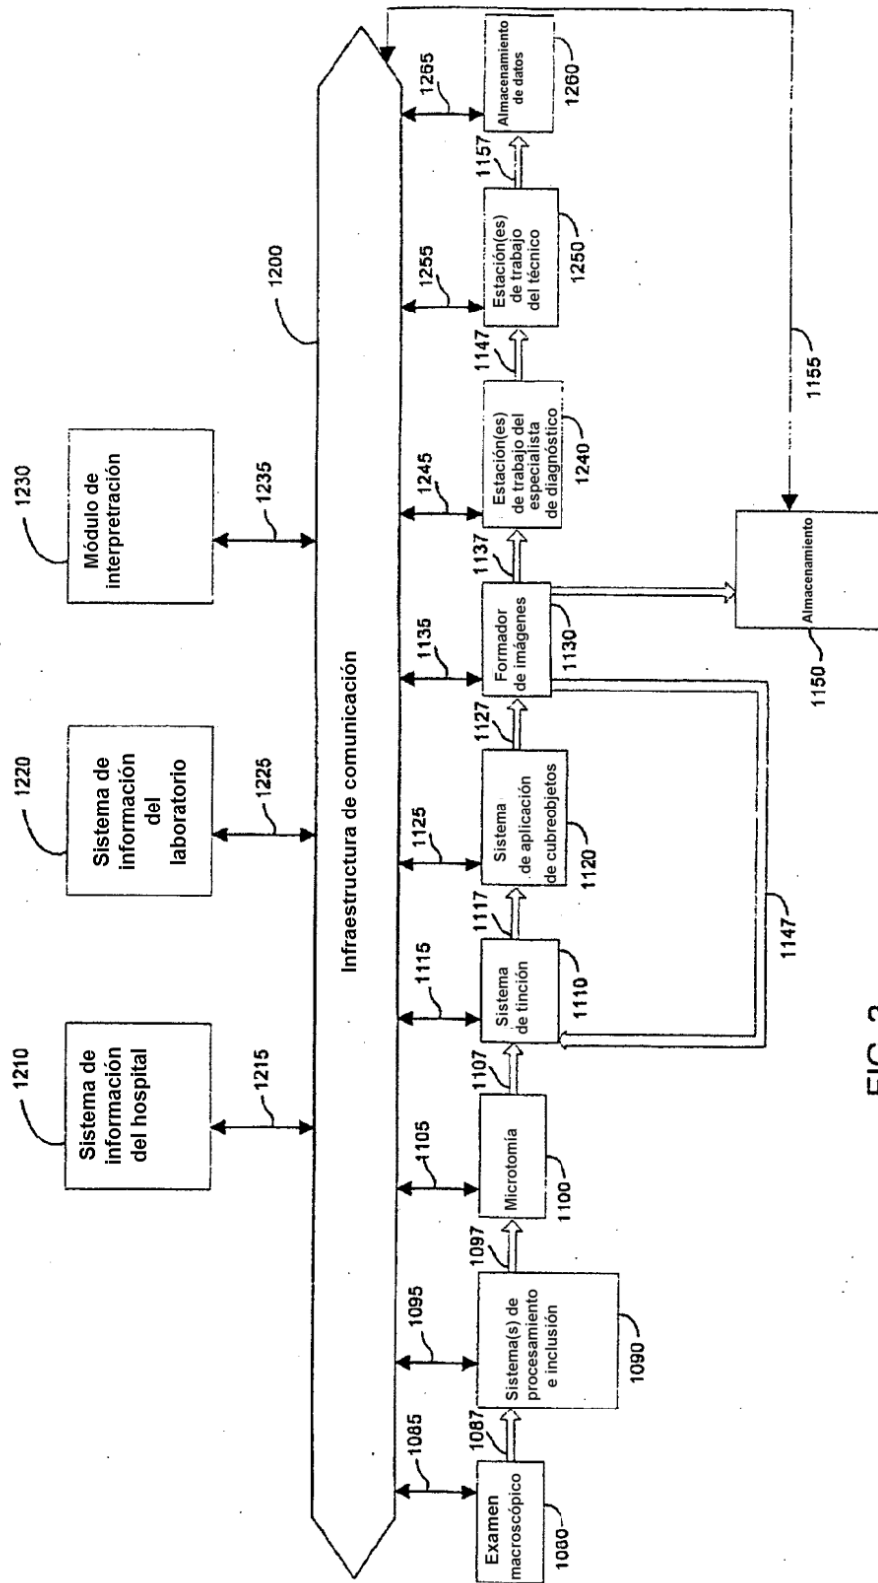 1210
Sistema de
información
del hospital
1215
1220
Sistema de
información
del
laboratorio
1225
1230
Módulo de
interpretración
1235
1200
Infraestructura de comunicación
1085
1095
1105
1115
1125
1135
1245
1255
1265
Examen
macroscópico
1080
1087
Sistema(s) de
procesamiento
e inclusión
1090
1097
Microtomía
1100
1107
Sistema
de tinción
1110
1117
Sistema
de aplicación
de cubreobjetos
1120
1127
Formador
de imágenes
1130
1137
Estación(es)
de trabajo del
especialista
de diagnóstico
1240
1147
Estación(es)
de trabajo
del técnico
1250
1157
Almacenamiento
de datos
1260
1147
Almacenamiento
1150
1155